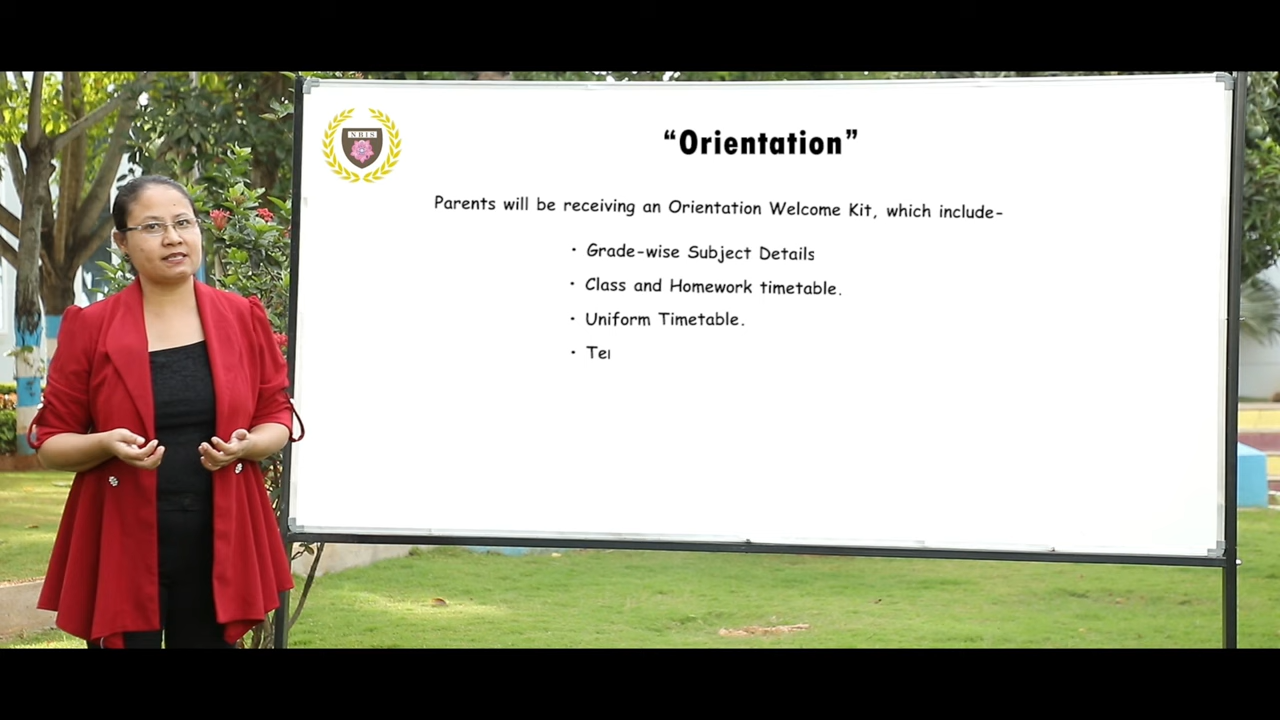 NBIS
“Orientation”
Parents will be receiving an Orientation Welcome Kit, which include-
• Grade-wise Subject Details
• Class and Homework timetable.
• Uniform Timetable.
• Te